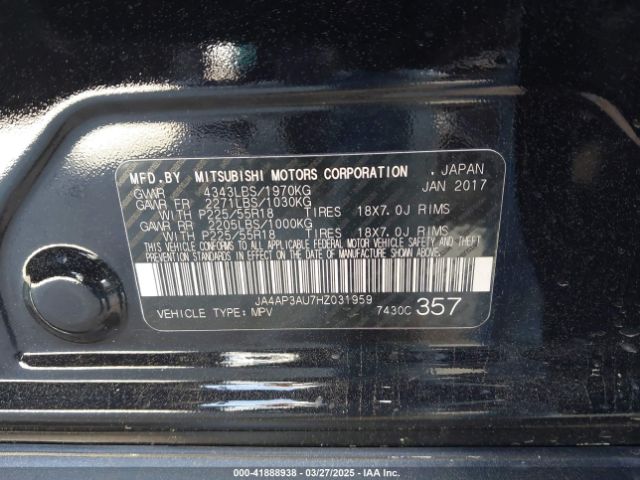 MFD.BY MITSUBISHI MOTORS CORPORATION , JAPAN
GVWR 4343LBS/1970KG JAN 2017
GAWR FR 2271LBS/1030KG
WITH P225/55R18 TIRES 18X7.0J RIMS
GAWR RR 2205LBS/1000KG
WITH P225/55R18 TIRES 18X7.0J RIMS
THIS VEHICLE CONFORMS TO ALL APPLICABLE
FEDERAL MOTOR VEHICLE SAFETY AND THEFT
PREVENTION STANDARDS IN EFFECT ON THE DATE
OF MANUFACTURE SHOWN ABOVE.
JA4AP3AU7HZ031959
VEHICLE TYPE: MPV 7430C 357
000-41888938 - 03/27/2025 - IAA Inc.